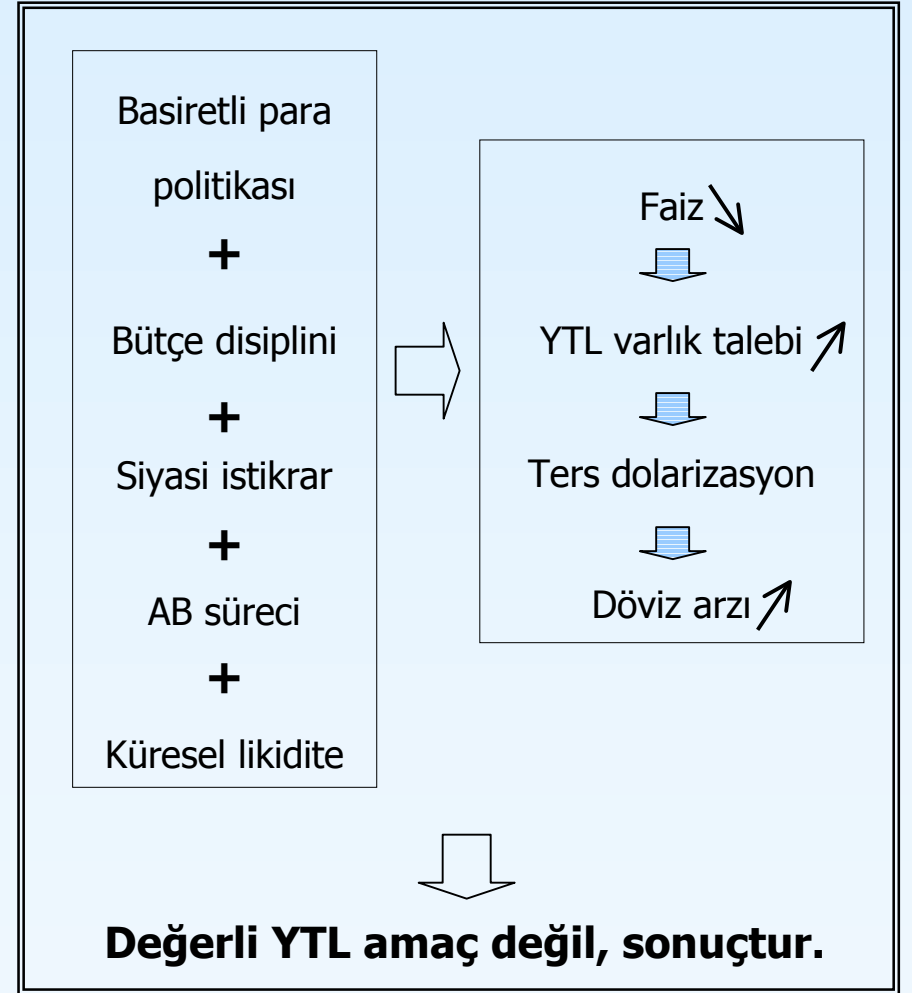 Basiretli para
politikası
+
Bütçe disiplini
+
Siyasi istikrar
+
AB süreci
+
Küresel likidite
Faiz
YTL varlık talebi
Ters dolarizasyon
Döviz arzı
Değerli YTL amaç değil, sonuçtur.